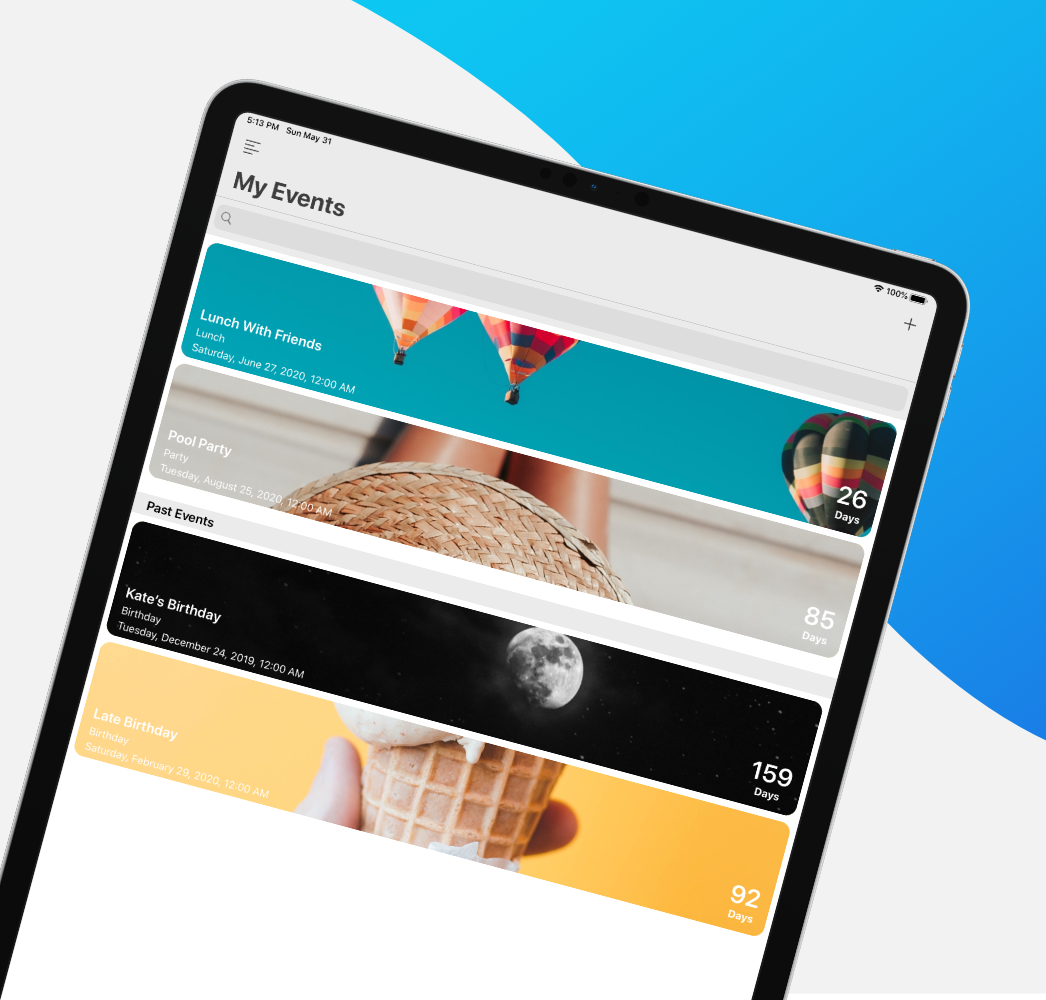 5:13 PM Sun May 31
100%
My Events
Lunch With Friends
Lunch
Saturday, June 27, 2020, 12:00 AM
26
Days
Pool Party
Party
Tuesday, August 25, 2020, 12:00 AM
85
Days
Past Events
Kate’s Birthday
Birthday
Tuesday, December 24, 2019, 12:00 AM
159
Days
Late Birthday
Birthday
Saturday, February 29, 2020, 12:00 AM
92
Days